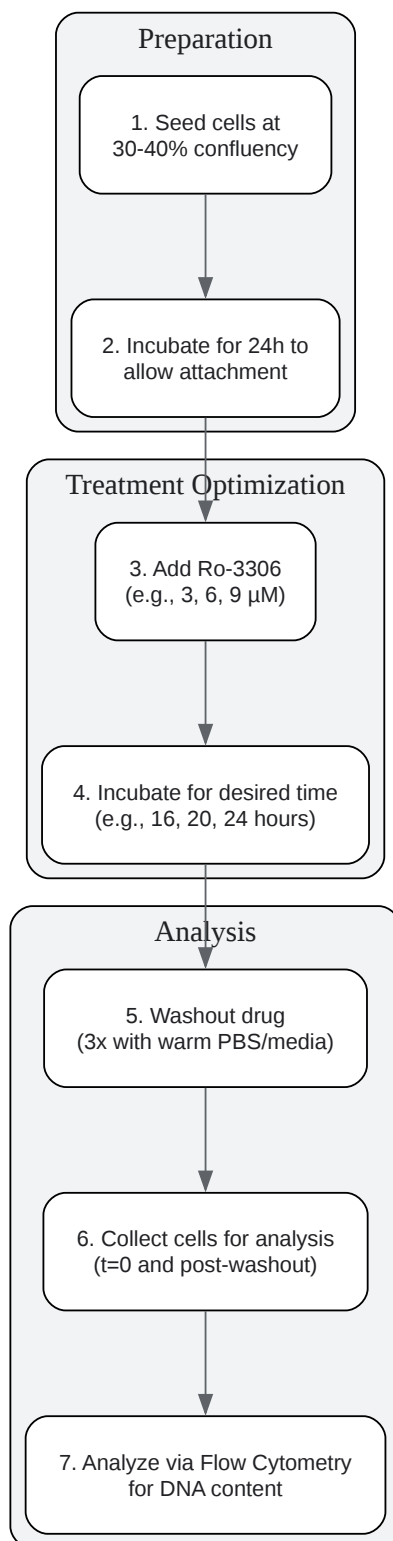 Preparation
1. Seed cells at
30-40% confluency
2. Incubate for 24h to
allow attachment
Treatment Optimization
3. Add Ro-3306
(e.g., 3, 6, 9 µM)
4. Incubate for desired time
(e.g., 16, 20, 24 hours)
Analysis
5. Washout drug
(3x with warm PBS/media)
6. Collect cells for analysis
(t=0 and post-washout)
7. Analyze via Flow Cytometry
for DNA content